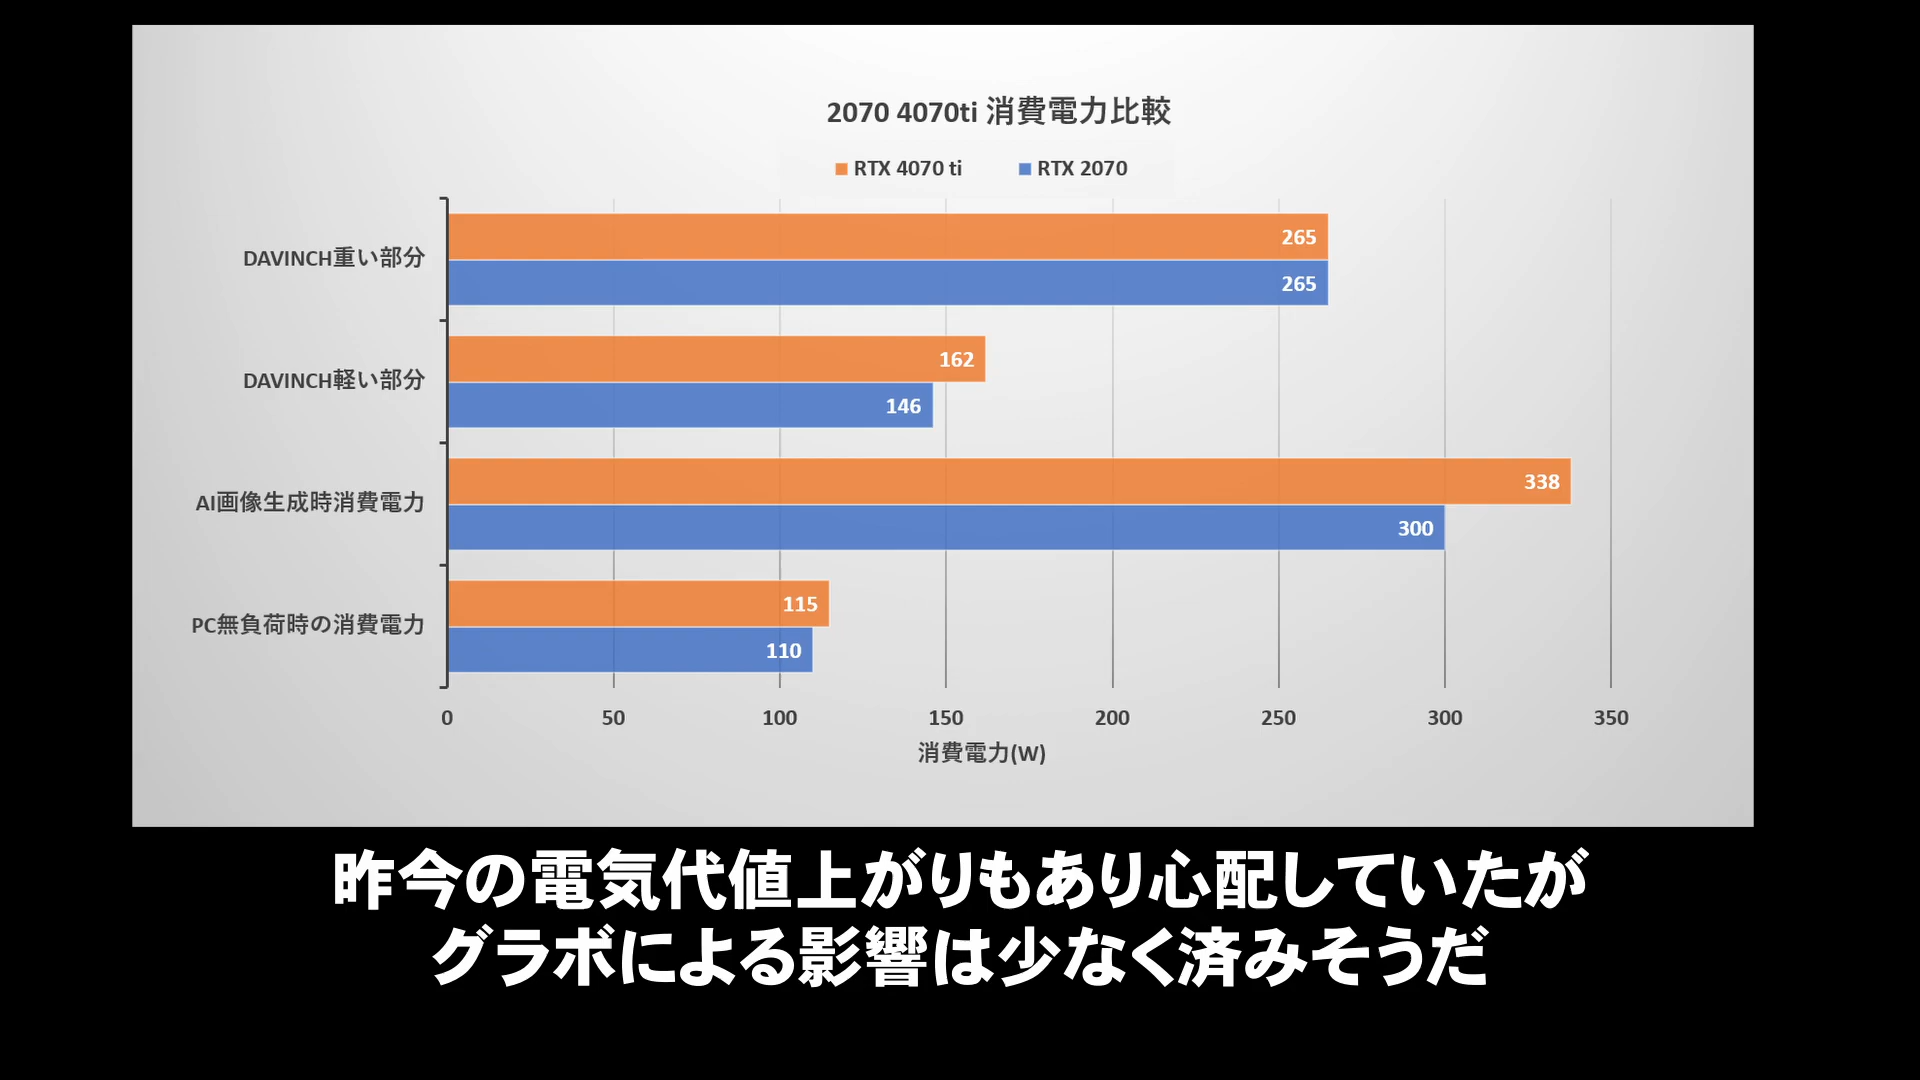 2070 4070ti 消費電力比較
RTX 4070 ti RTX 2070
DAVINCH重い部分
265
265
DAVINCH軽い部分
162
146
AI画像生成時消費電力
338
300
PC無負荷時の消費電力
115
110
0 50 100 150 200 250 300 350
消費電力(W)
昨今の電気代値上がりもあり心配していたが
グラボによる影響は少なく済みそうだ